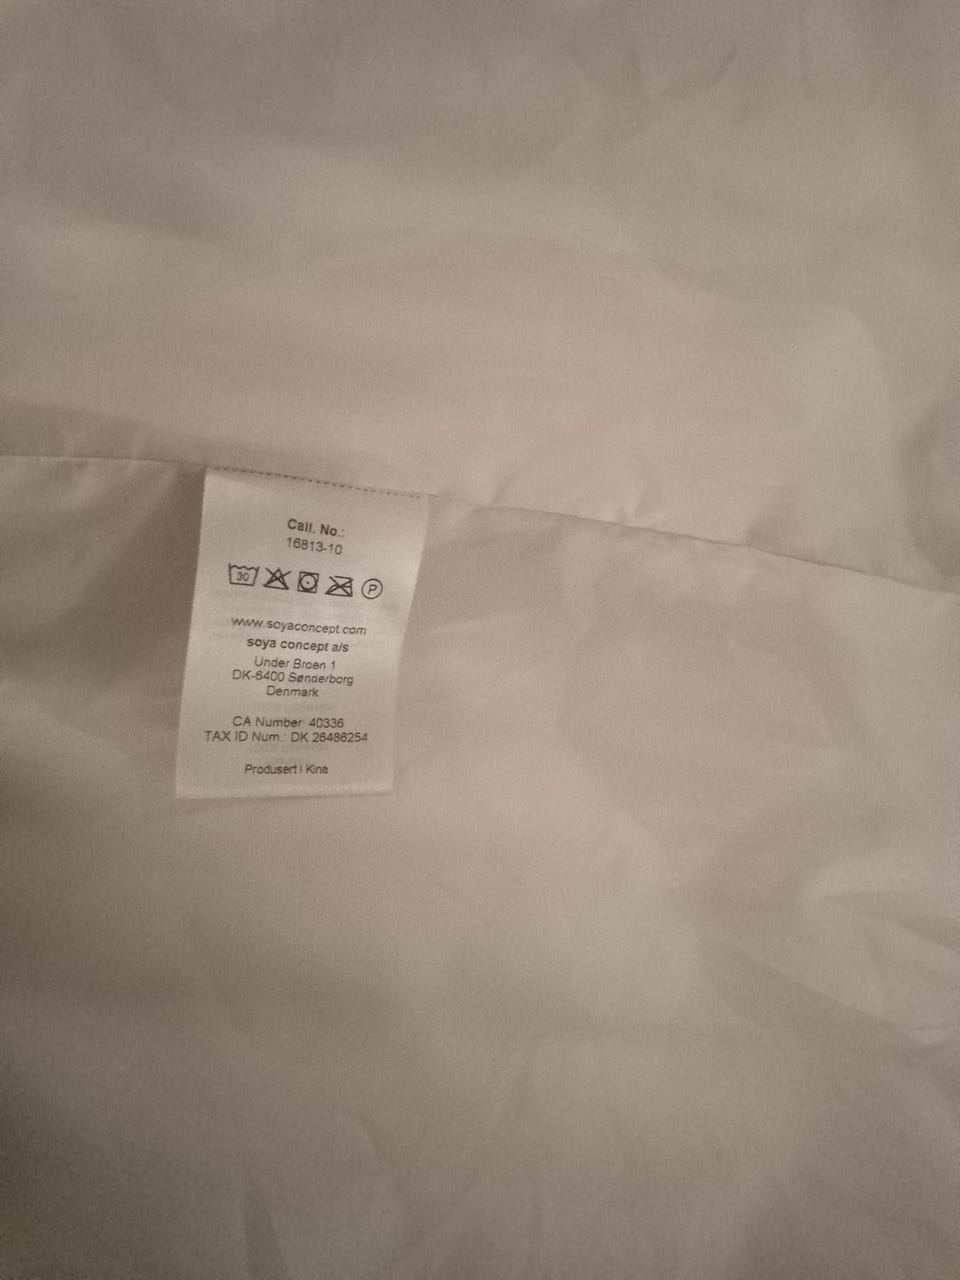 Call. No.:
16813-10
30 P
www.soyaconcept.com
soya concept a/s
Under Broen 1
DK-6400 Sønderborg
Denmark
CA Number: 40336
TAX ID Num.: DK 26486254
Produsert i Kina